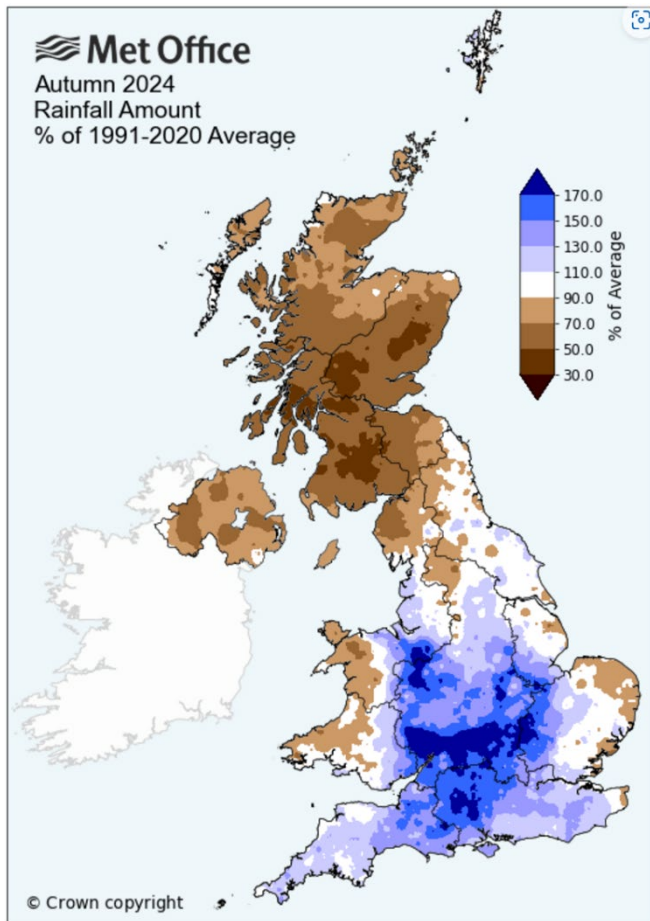 Met Office
Autumn 2024
Rainfall Amount
% of 1991-2020 Average
170.0
150.0
130.0
110.0
90.0
70.0
50.0
30.0
% of Average
© Crown copyright